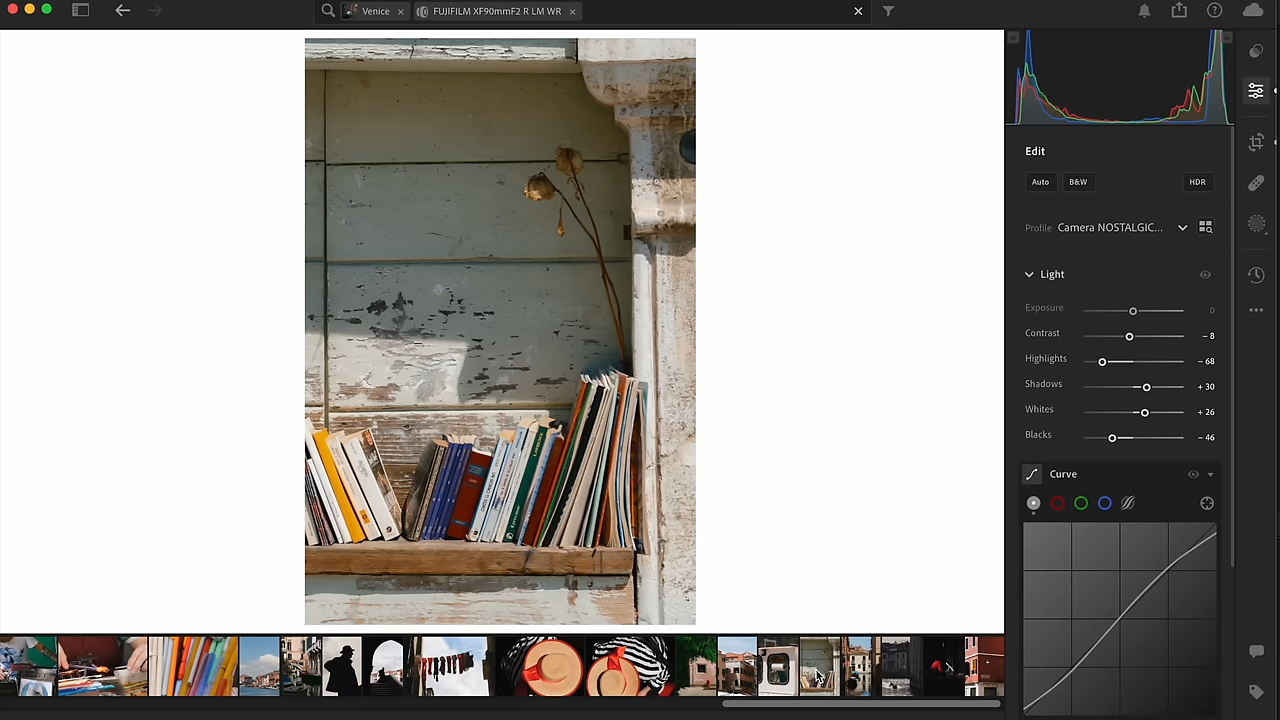 Venice
FUJIFILM XF90mmF2 R LM WR
Edit
Auto
B&W
HDR
Profile Camera NOSTALGIC...
Light
Exposure 0
Contrast – 8
Highlights – 68
Shadows + 30
Whites + 26
Blacks – 46
Curve